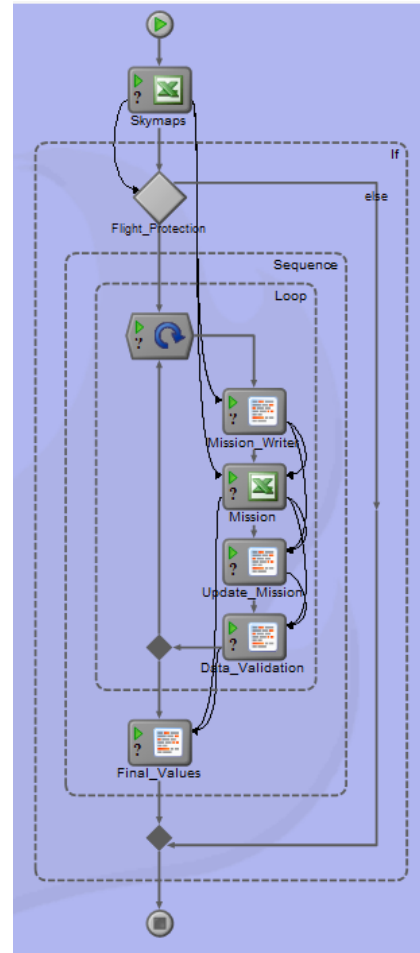 ?
Skymaps
If
else
Flight_Protection
Sequence
Loop
?
?
Mission_Writer
?
Mission
?
Update_Mission
?
Data_Validation
?
Final_Values